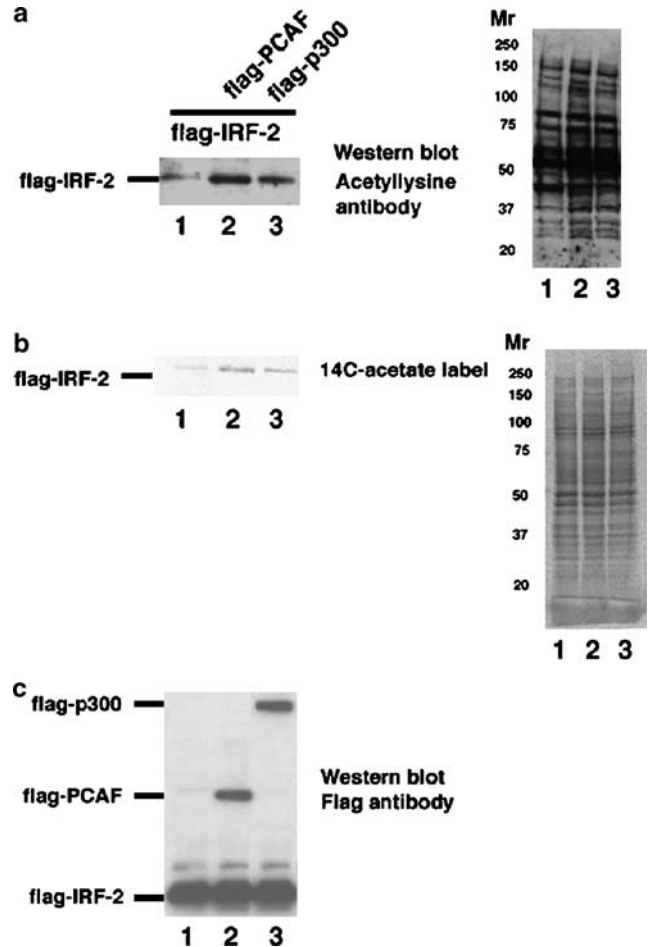 a
flag-PCAF
flag-p300
flag-IRF-2
flag-IRF-2
1 2 3
Western blot
Acetyllysine
antibody
Mr
250
150
100
75
50
37
20
1 2 3
b
flag-IRF-2
1 2 3
14C-acetate label
Mr
250
150
100
75
50
37
20
1 2 3
c
flag-p300
flag-PCAF
flag-IRF-2
1 2 3
Western blot
Flag antibody